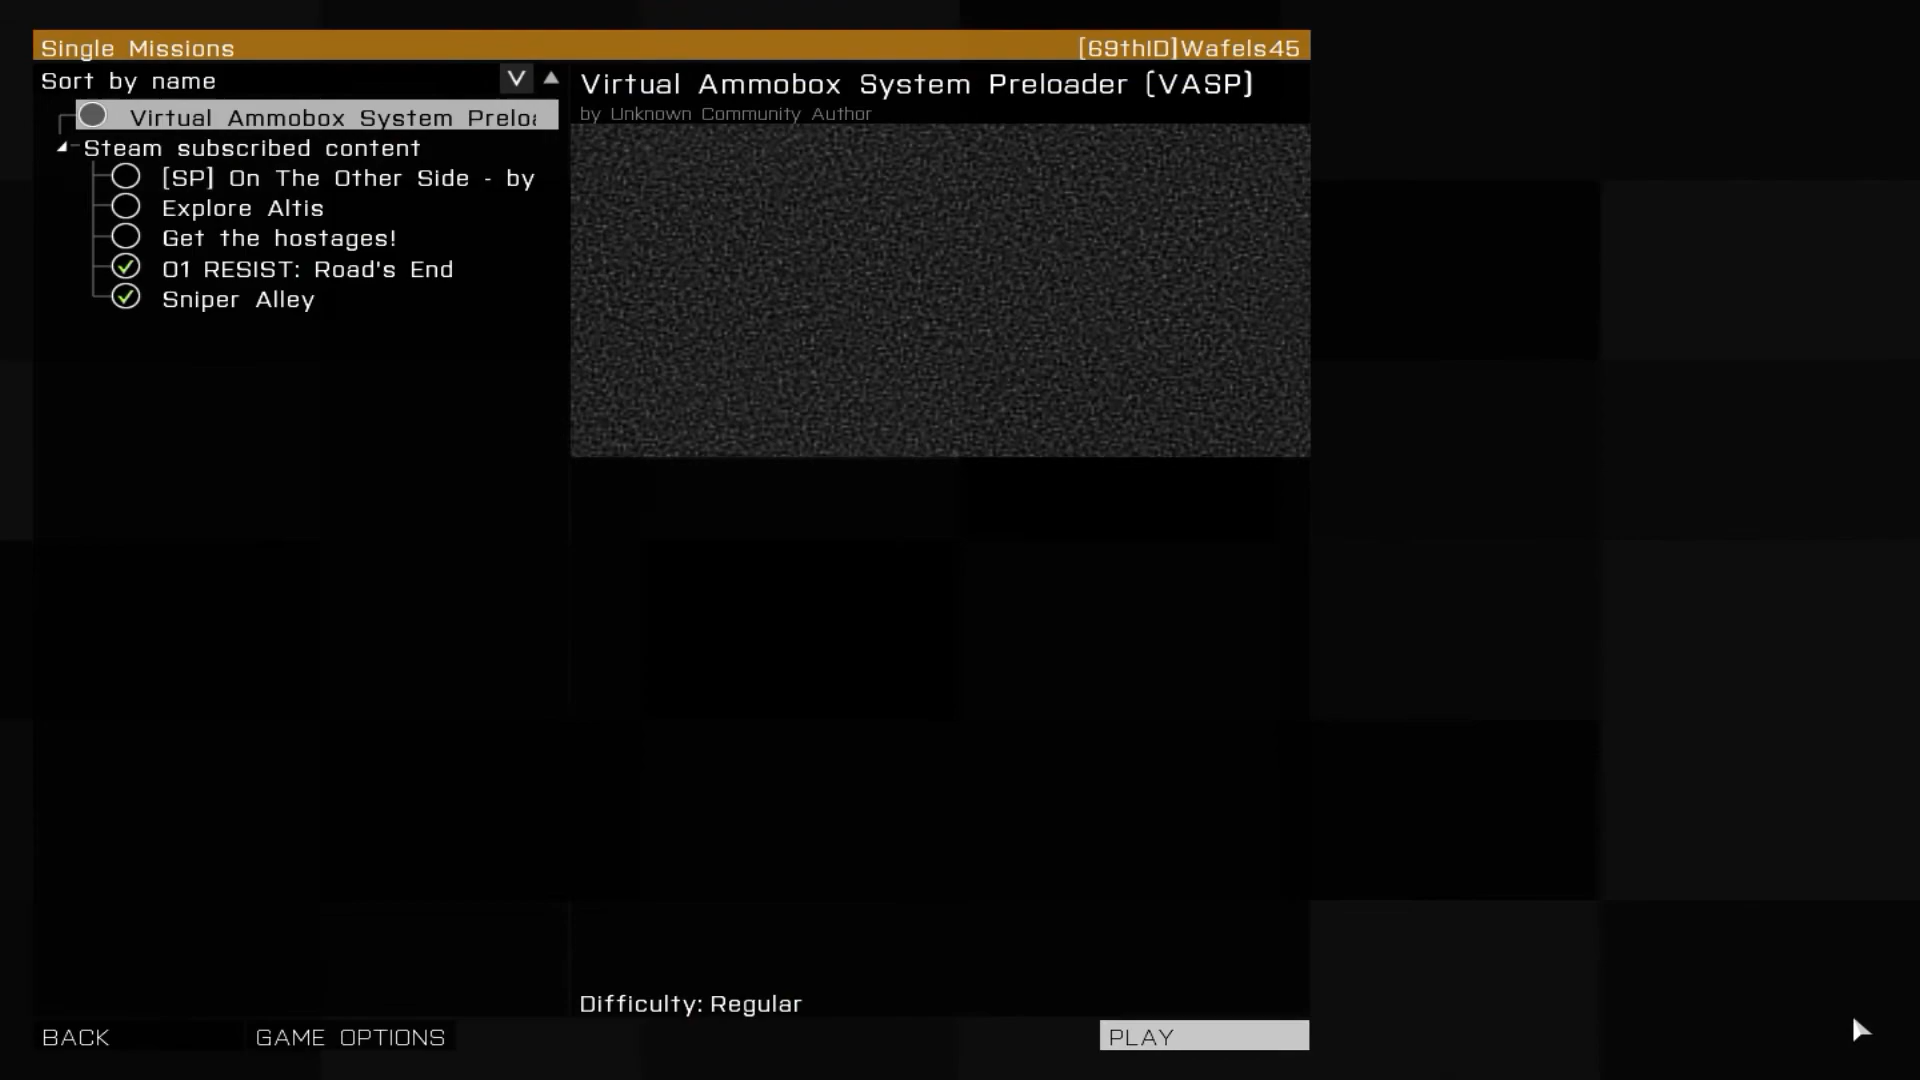 Single Missions
[69thID]Wafels45
Sort by name
Virtual Ammobox System
Steam subscribed content
[SP] On The Other Side - by
Explore Altis
Get the hostages!
01 RESIST: Road's End
Sniper Alley
Virtual Ammobox System Preloader (VASP)
by Unknown Community Author
Difficulty: Regular
BACK
GAME OPTIONS
PLAY